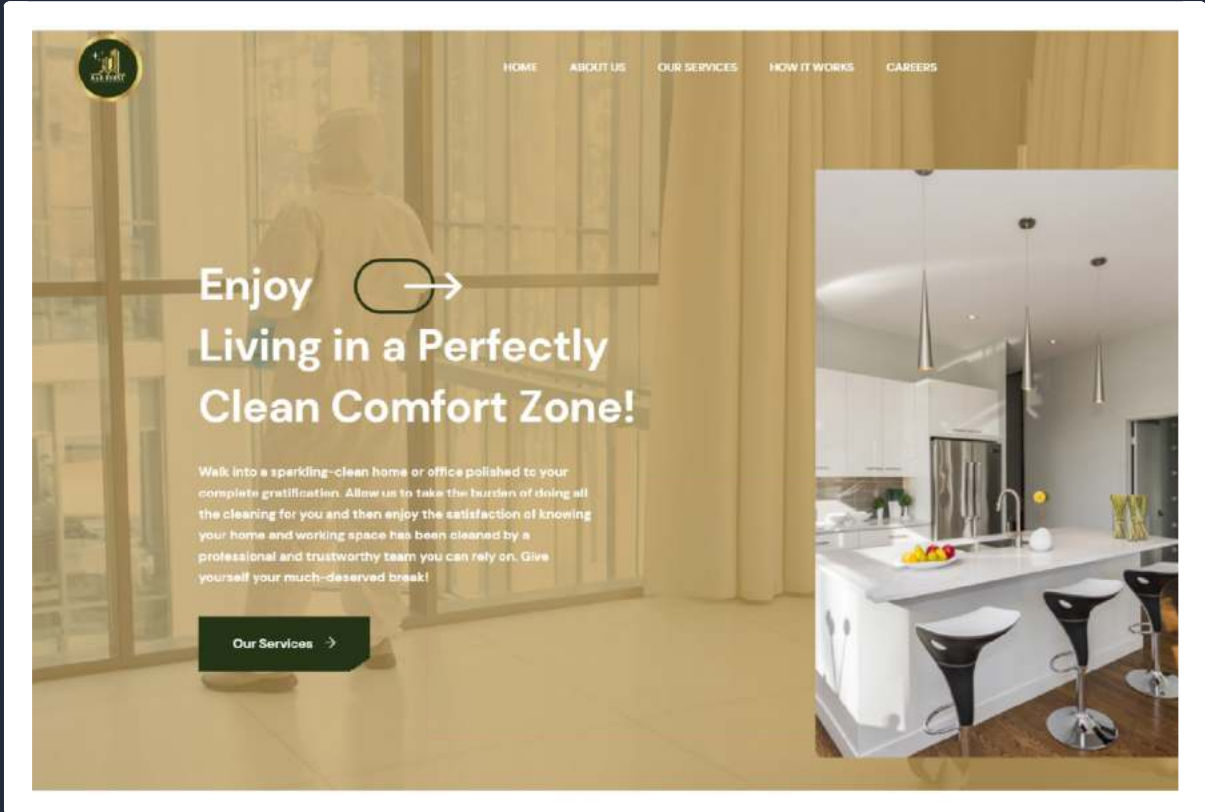 HOME ABOUT US OUR SERVICES HOW IT WORKS CAREERS
Enjoy
Living in a Perfectly
Clean Comfort Zone!
Walk into a sparkling-clean home or office polished to your
complete gratification. Allow us to take the burden of doing all
the cleaning for you and then enjoy the satisfaction of knowing
your home and working space has been cleaned by a
professional and trustworthy team you can rely on. Give
yourself your much-deserved break!
Our Services